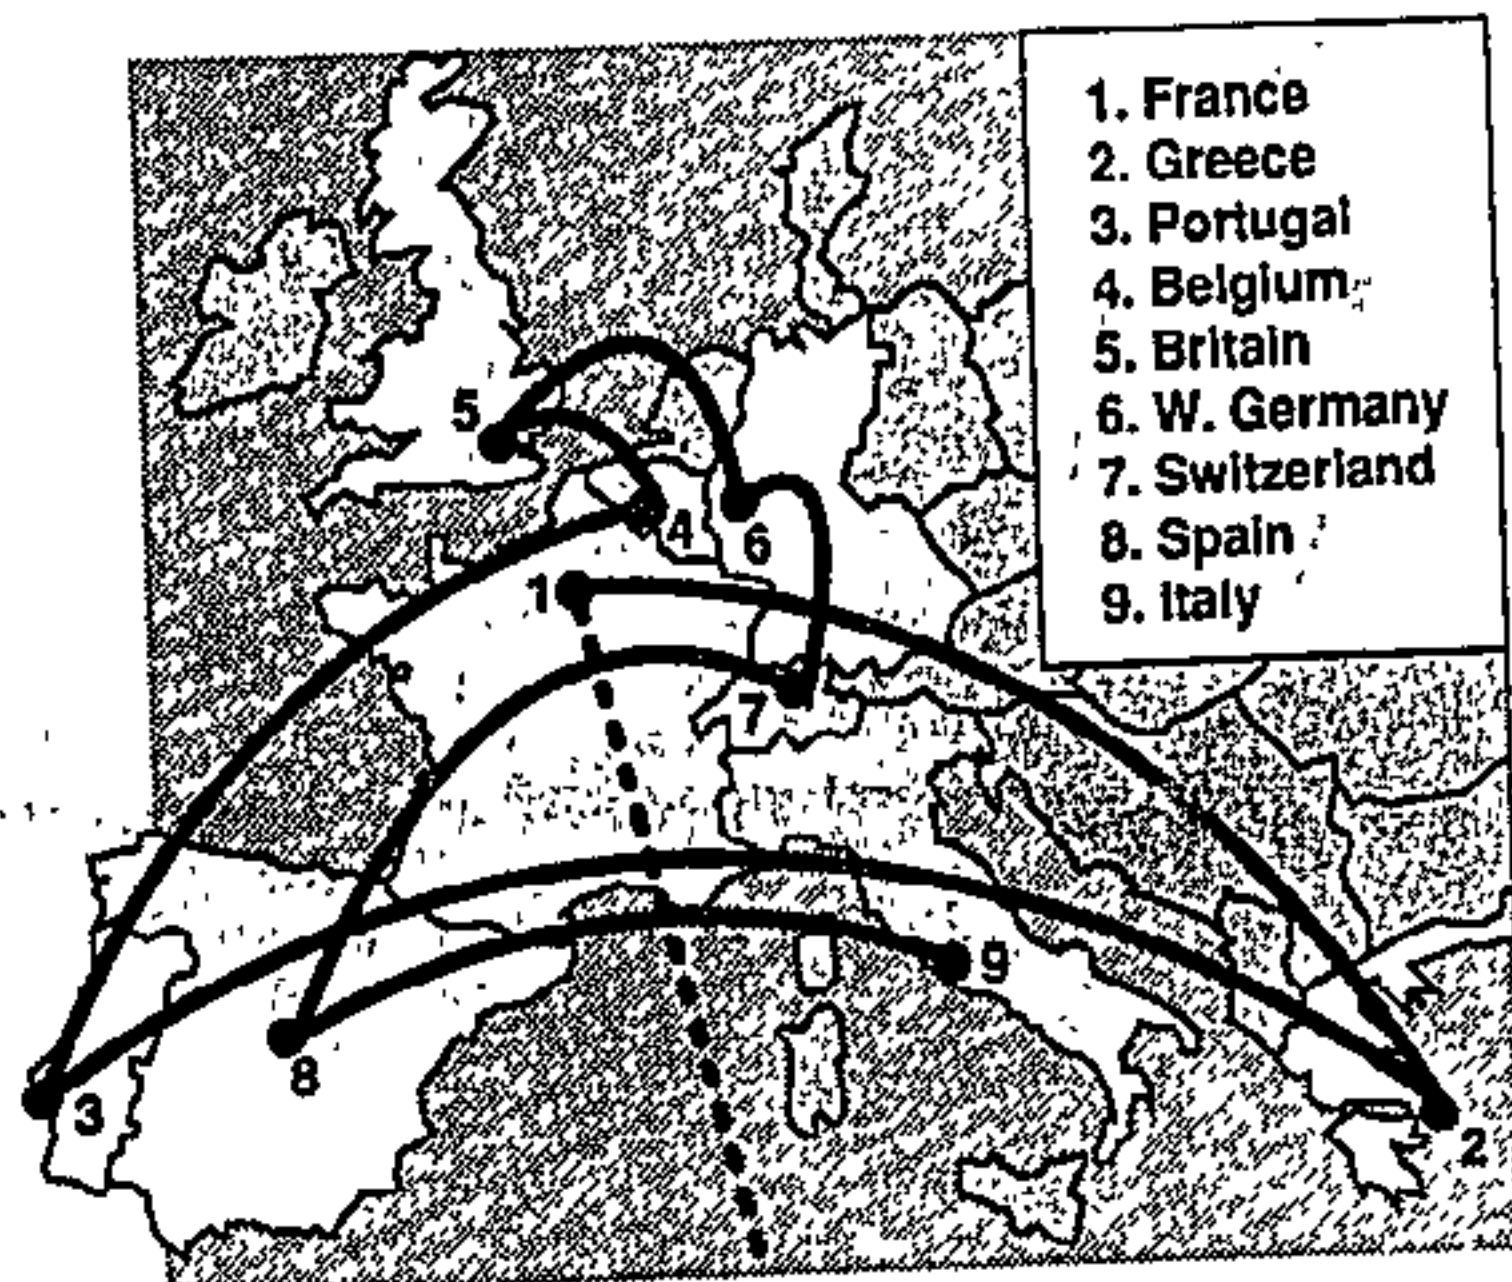 1. France
2. Greece
3. Portugal
4. Belgium
5. Britain
6. W. Germany
7. Switzerland
8. Spain
9. Italy
5
4
6
1
7
9
8
3
2